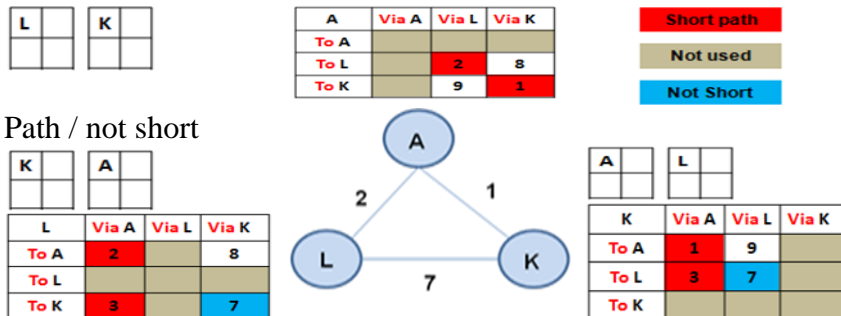 L K
A Via A Via L Via K
To A
To L 2 8
To K 9 1
Short path
Not used
Not Short
Path / not short
K A
L Via A Via L Via K
To A 2 8
To L
To K 3 7
A
2 1
L K
7
A L
K Via A Via L Via K
To A 1 9
To L 3 7
To K